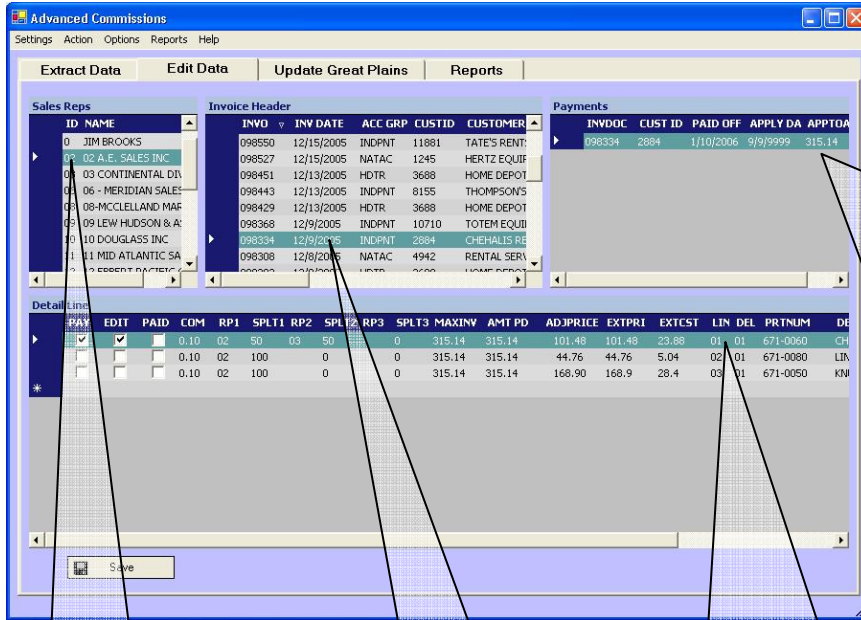 Advanced Commissions
Settings Action Options Reports Help
Extract Data Edit Data Update Great Plains Reports
Sales Reps
ID NAME
0 JIM BROOKS
02 02 A.E. SALES INC
03 CONTINENTAL DIV
06 - MERIDIAN SALES
08-MCCLELLAND MAR
09 09 LEW HUDSON & A
10 10 DOUGLASS INC
11 11 MID ATLANTIC SA
Invoice Header
INVO INV DATE ACC GRP CUSTID CUSTOMER
098550 12/15/2005 INDPNT 11881 TATE'S RENT
098527 12/15/2005 NATAC 1245 HERTZ EQUIP
098451 12/13/2005 HDTR 3688 HOME DEPOT
098443 12/13/2005 INDPNT 8155 THOMPSON'S
098429 12/13/2005 HDTR 3688 HOME DEPOT
098368 12/9/2005 INDPNT 10710 TOTEM EQUI
098334 12/9/2005 INDPNT 2884 CHEHALIS RE
098308 12/8/2005 NATAC 4942 RENTAL SERV
Payments
INVDOC CUST ID PAID OFF APPLY DA APPTOA
098334 2884 1/10/2006 9/9/9999 315.14
Detail Line
PAY EDIT PAID COM RP1 SPLT1 RP2 SPLT2 RP3 SPLT3 MAXINV AMT PD ADJPRICE EXTPRI EXTCST LIN DEL PRTNUM DE
0.10 02 50 03 50 0 315.14 315.14 101.48 101.48 23.88 01 01 671-0060 CH
0.10 02 100 0 0 315.14 315.14 44.76 44.76 5.04 02 01 671-0080 LIN
0.10 02 100 0 0 315.14 315.14 168.90 168.9 28.4 03 01 671-0050 KNU
Save